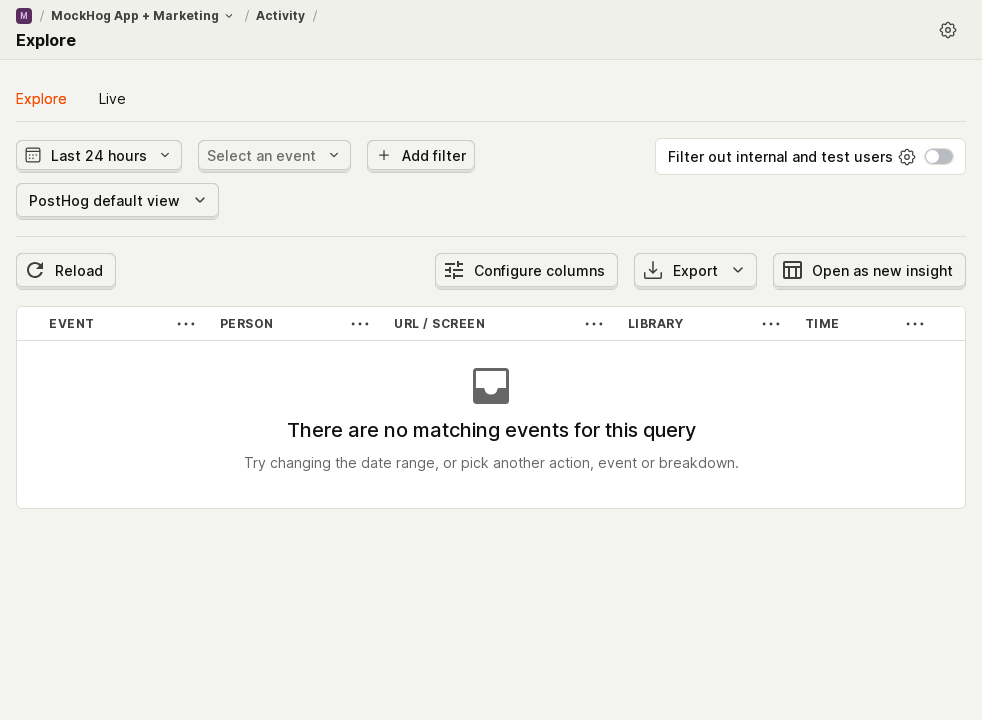 M / MockHog App + Marketing / Activity /
Explore
Explore Live
Last 24 hours Select an event Add filter Filter out internal and test users
PostHog default view
Reload Configure columns Export Open as new insight
EVENT PERSON URL / SCREEN LIBRARY TIME
There are no matching events for this query
Try changing the date range, or pick another action, event or breakdown.